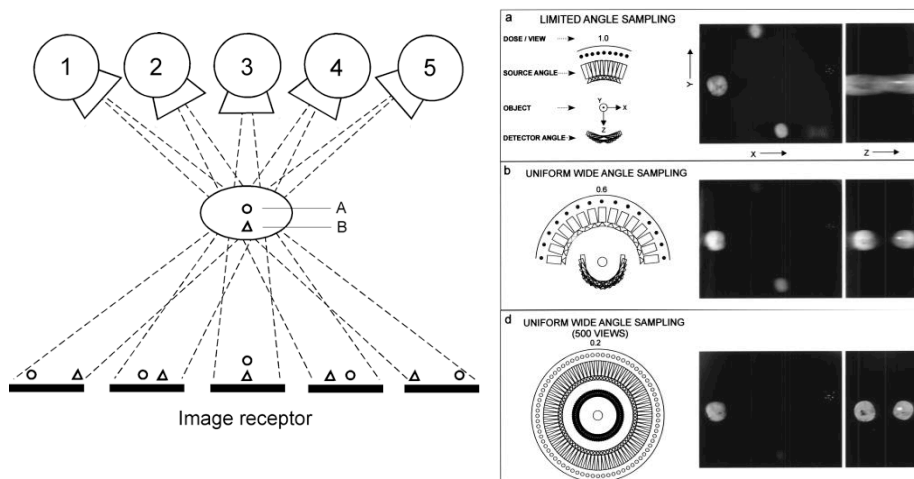 1
2
3
4
5
A
B
Image receptor
a
LIMITED ANGLE SAMPLING
DOSE / VIEW
1.0
SOURCE ANGLE
OBJECT
Y
X
Z
DETECTOR ANGLE
Y
X
Z
b
UNIFORM WIDE ANGLE SAMPLING
0.6
d
UNIFORM WIDE ANGLE SAMPLING
(500 VIEWS)
0.2